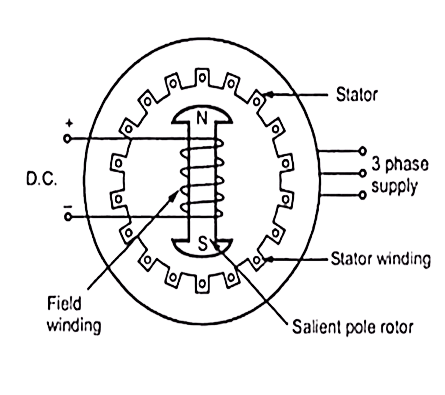 N
Stator
+
3 phase
supply
D.C.
–
S
Stator winding
Field
winding
Salient pole rotor